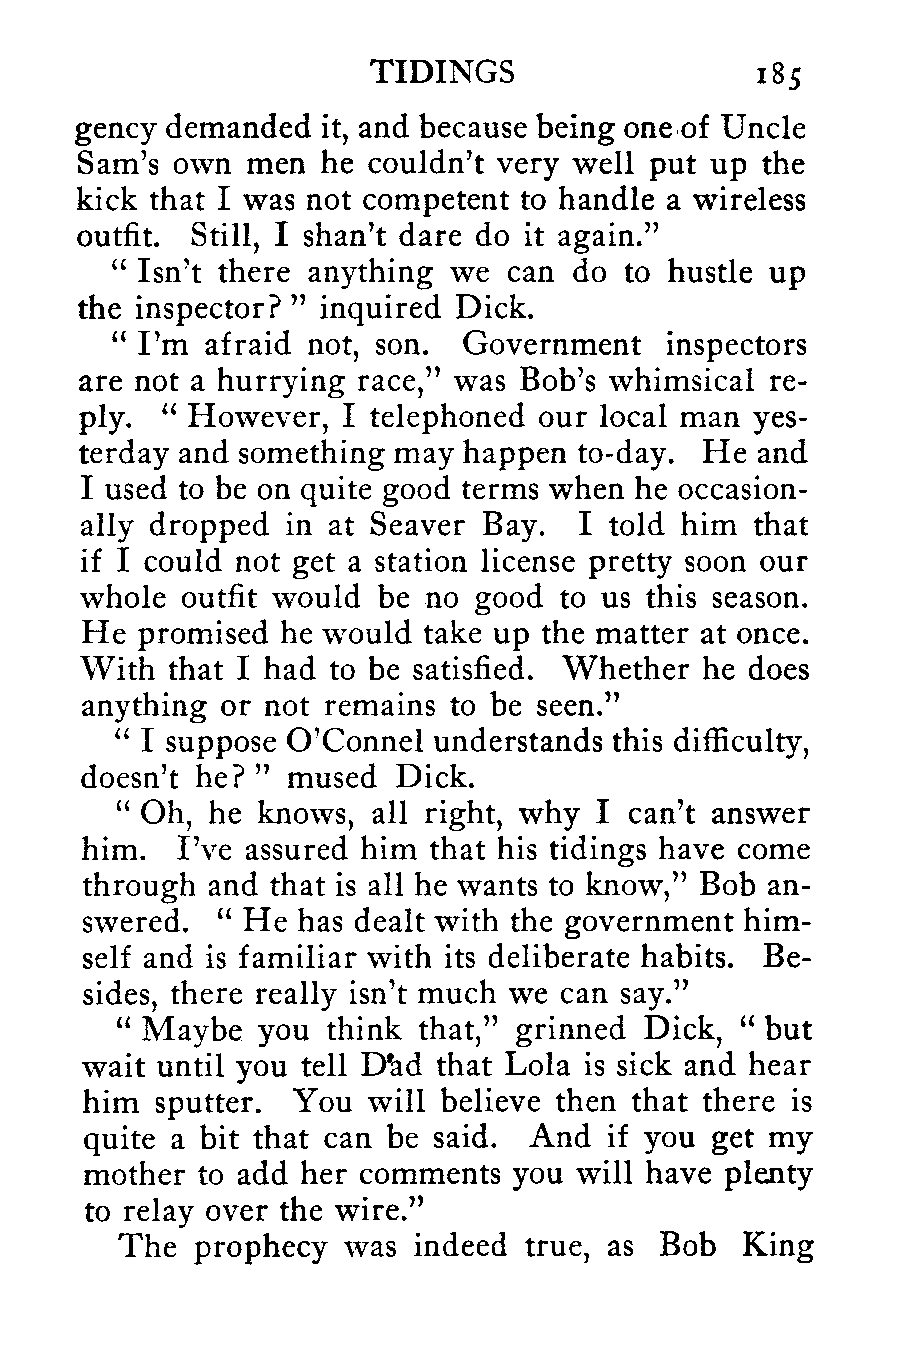 TIDINGS 185
gency demanded it, and because being one of Uncle
Sam's own men he couldn't very well put up the
kick that I was not competent to handle a wireless
outfit. Still, I shan't dare do it again."
" Isn't there anything we can do to hustle up
the inspector? " inquired Dick.
" I'm afraid not, son. Government inspectors
are not a hurrying race," was Bob's whimsical re-
ply. " However, I telephoned our local man yes-
terday and something may happen to-day. He and
I used to be on quite good terms when he occasion-
ally dropped in at Seaver Bay. I told him that
if I could not get a station license pretty soon our
whole outfit would be no good to us this season.
He promised he would take up the matter at once.
With that I had to be satisfied. Whether he does
anything or not remains to be seen."
" I suppose O'Connel understands this difficulty,
doesn't he? " mused Dick.
" Oh, he knows, all right, why I can't answer
him. I've assured him that his tidings have come
through and that is all he wants to know," Bob an-
swered. " He has dealt with the government him-
self and is familiar with its deliberate habits. Be-
sides, there really isn't much we can say."
" Maybe you think that," grinned Dick, " but
wait until you tell Dad that Lola is sick and hear
him sputter. You will believe then that there is
quite a bit that can be said. And if you get my
mother to add her comments you will have plenty
to relay over the wire."
The prophecy was indeed true, as Bob King